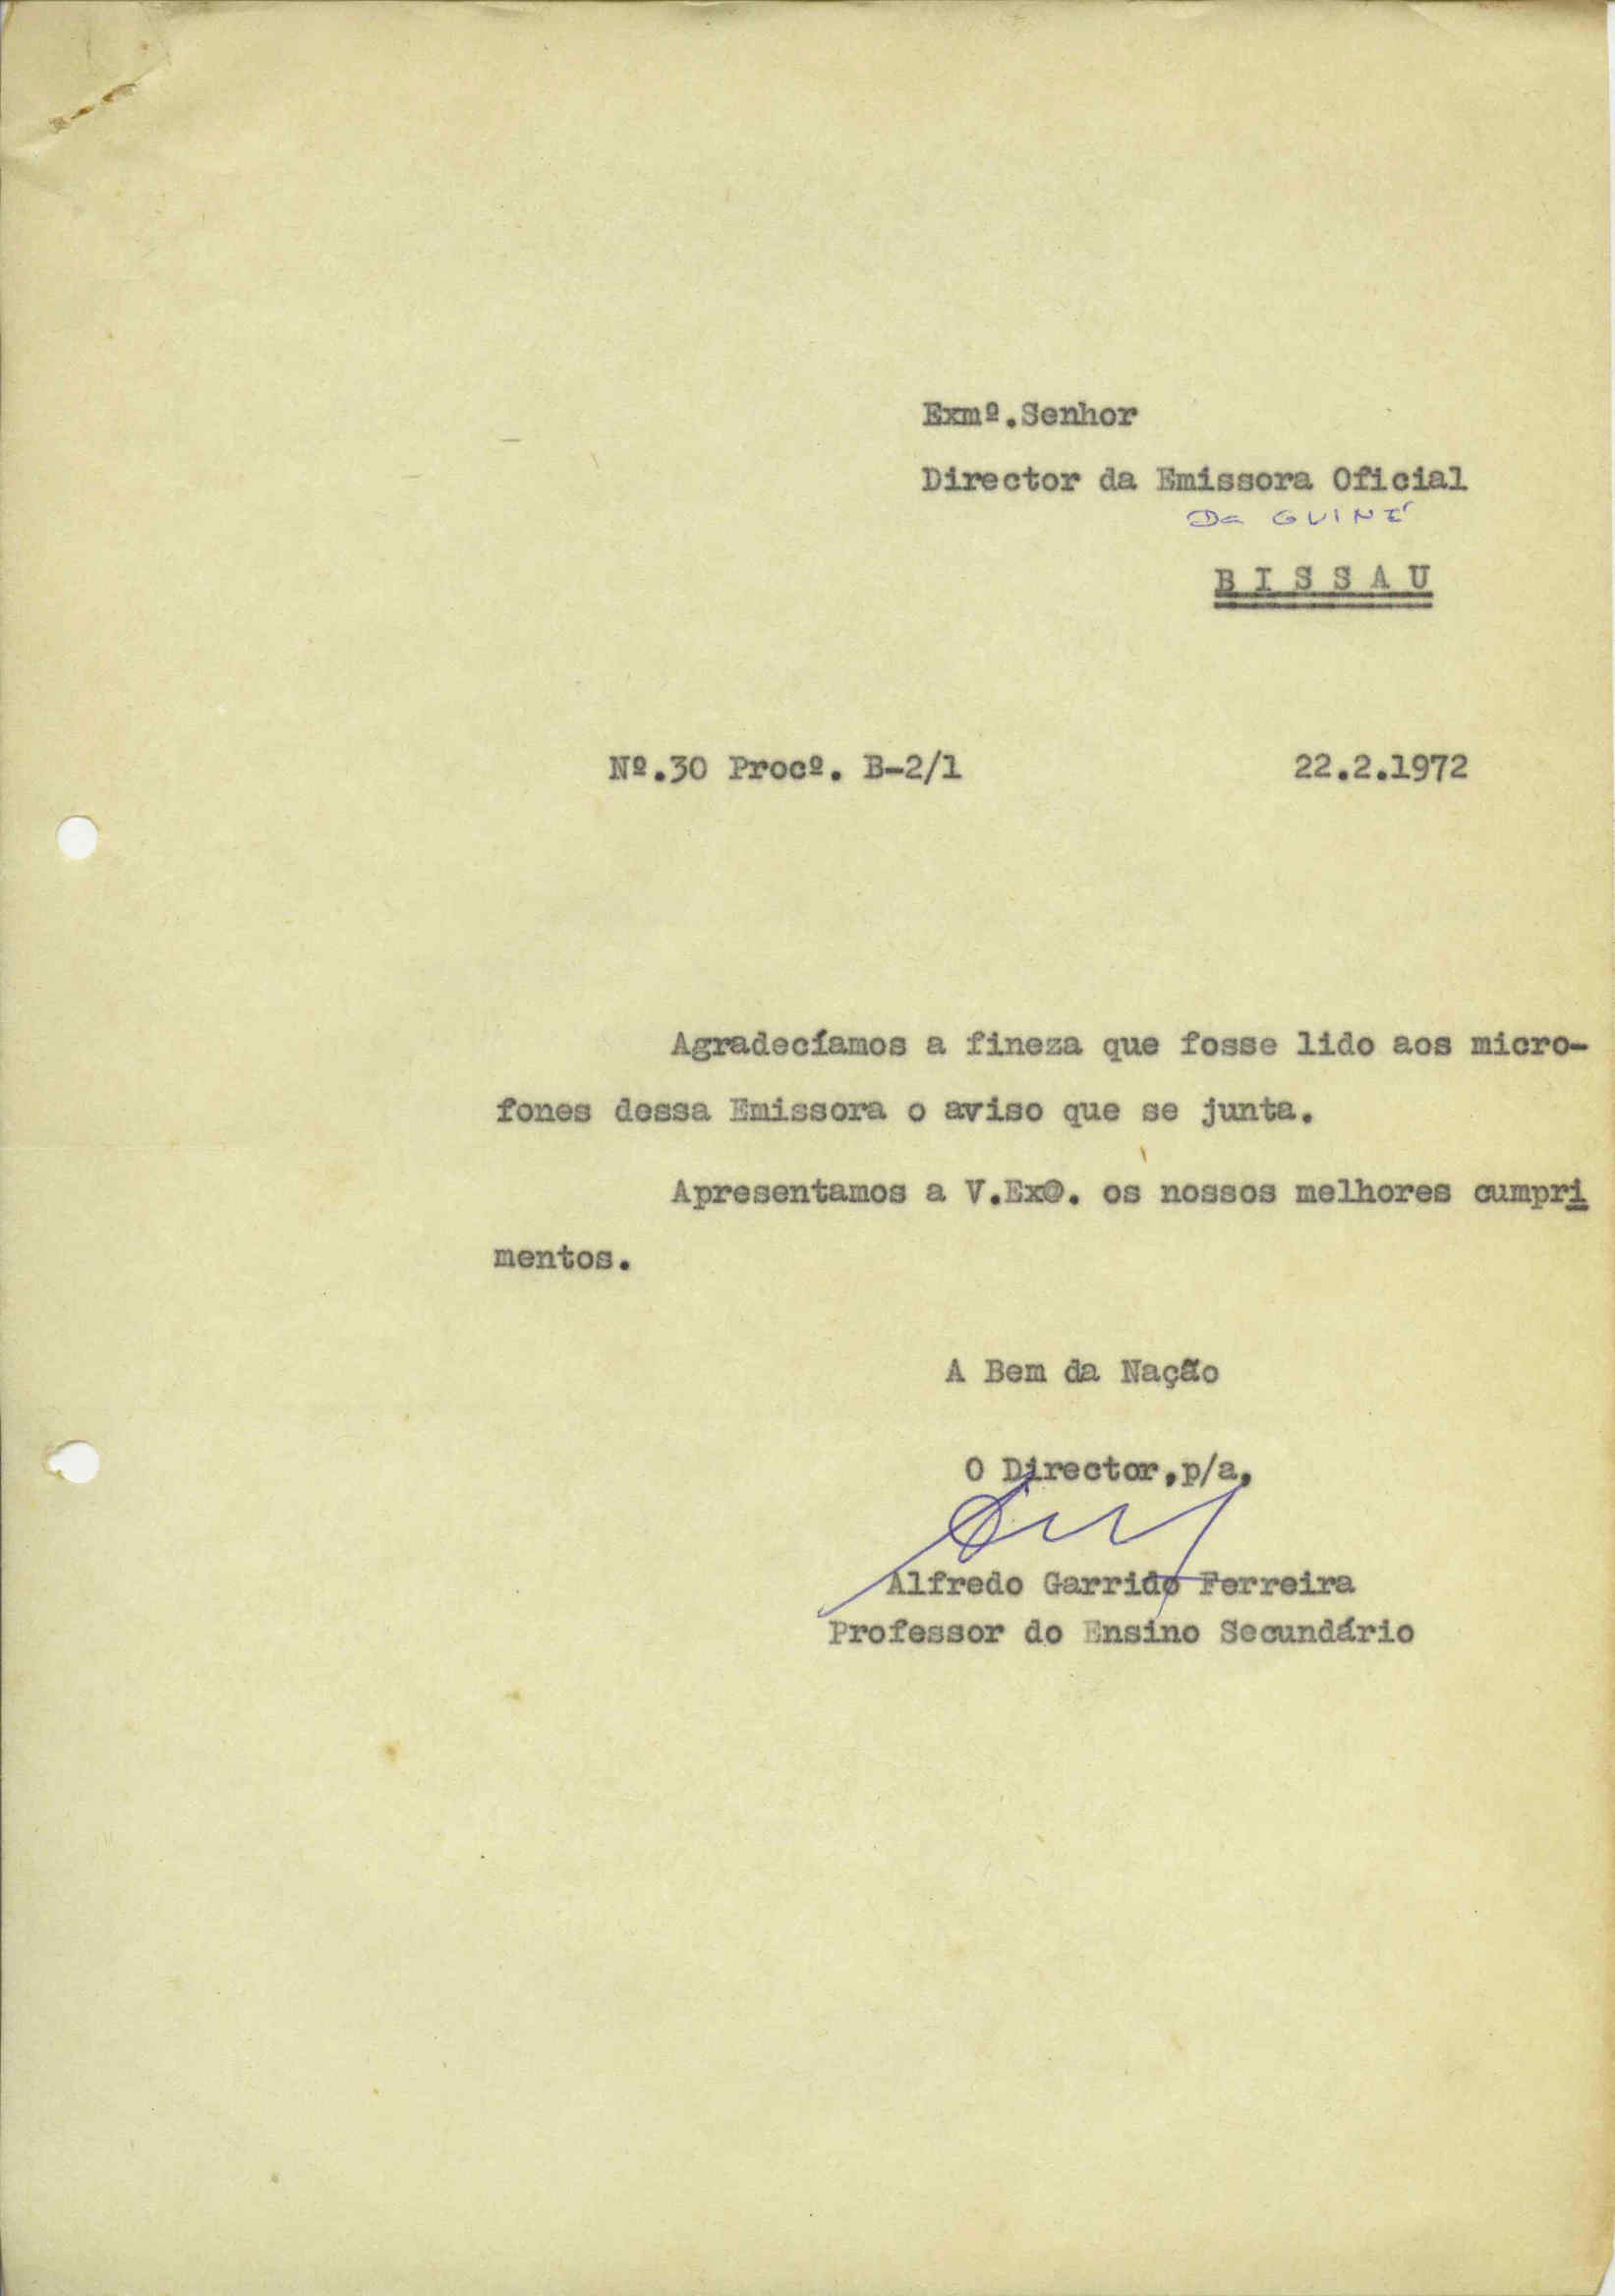 Exmº.Senhor
Director da Emissora Oficial
Da GUINÉ
B I S S A U
Nº.30 Procº. B-2/1 22.2.1972
Agradecíamos a fineza que fosse lido aos micro-
fones dessa Emissora o aviso que se junta.
Apresentamos a V.Ex@. os nossos melhores cumpri
mentos.
A Bem da Nação
O Director,p/a,
Alfredo Garrido Ferreira
Professor do Ensino Secundário